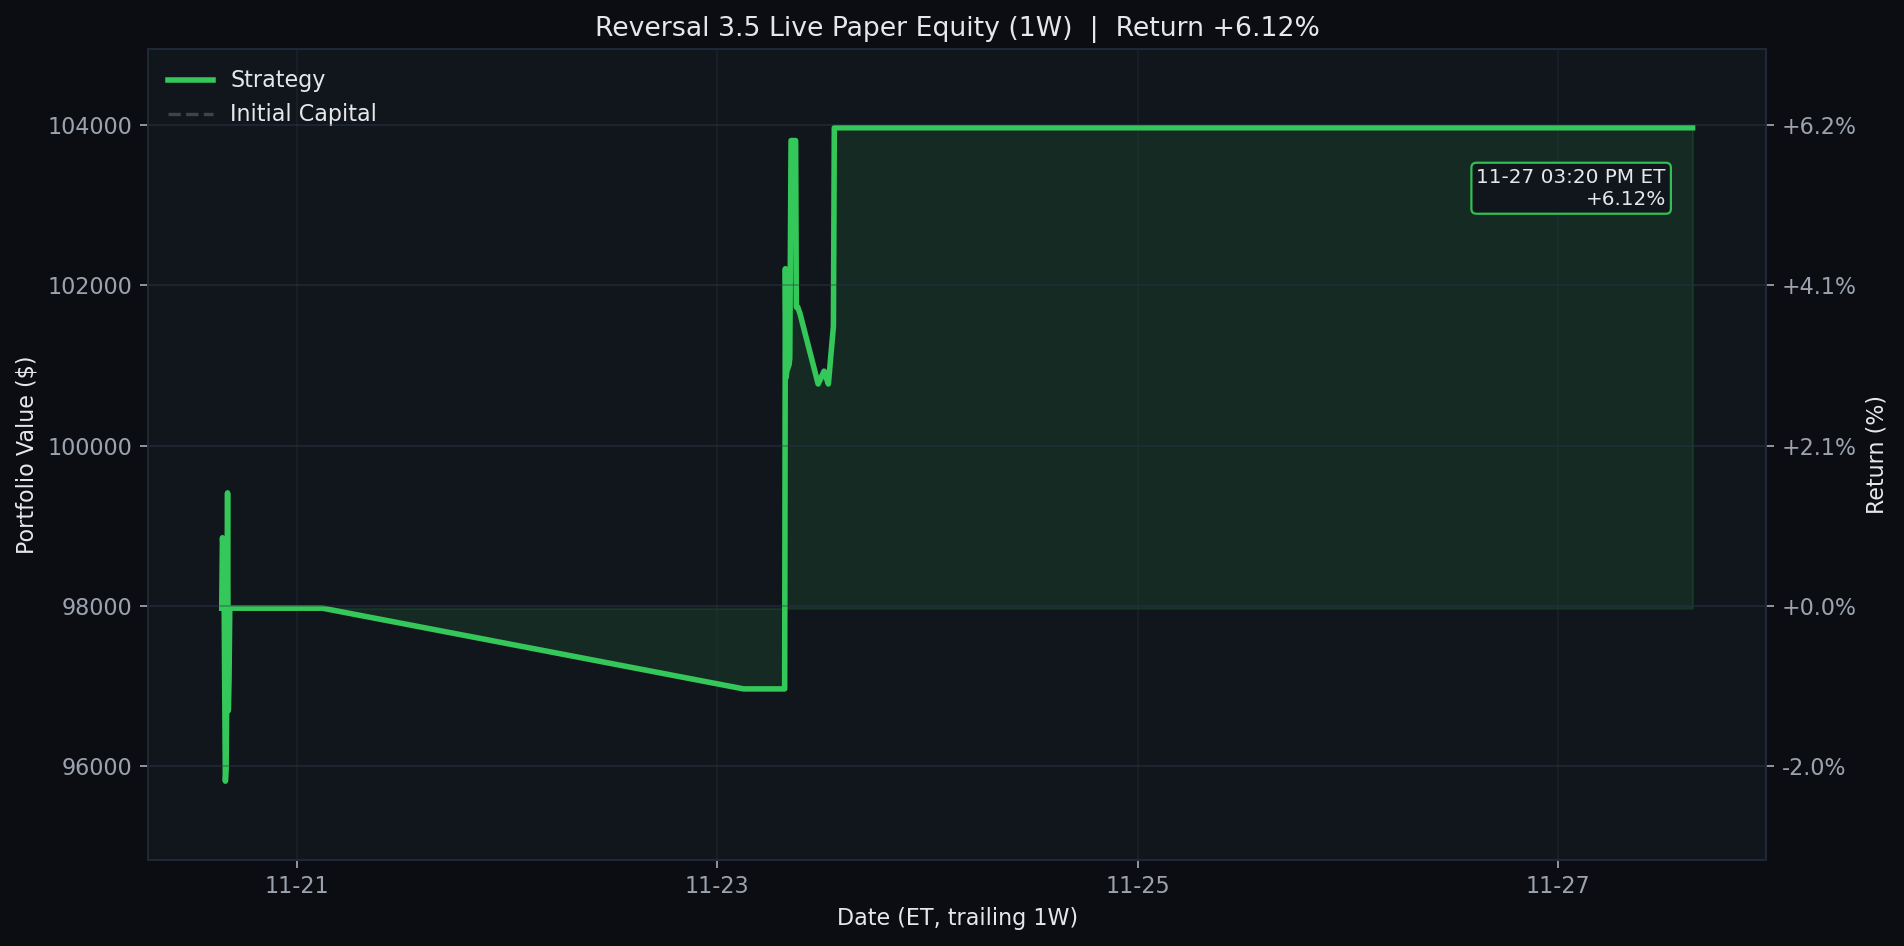 Reversal 3.5 Live Paper Equity (1W)  |  Return +6.12%
Strategy
Initial Capital
104000
102000
100000
98000
96000
Portfolio Value ($)
+6.2%
+4.1%
+2.1%
+0.0%
-2.0%
Return (%)
11-27 03:20 PM ET
+6.12%
11-21
11-23
11-25
11-27
Date (ET, trailing 1W)